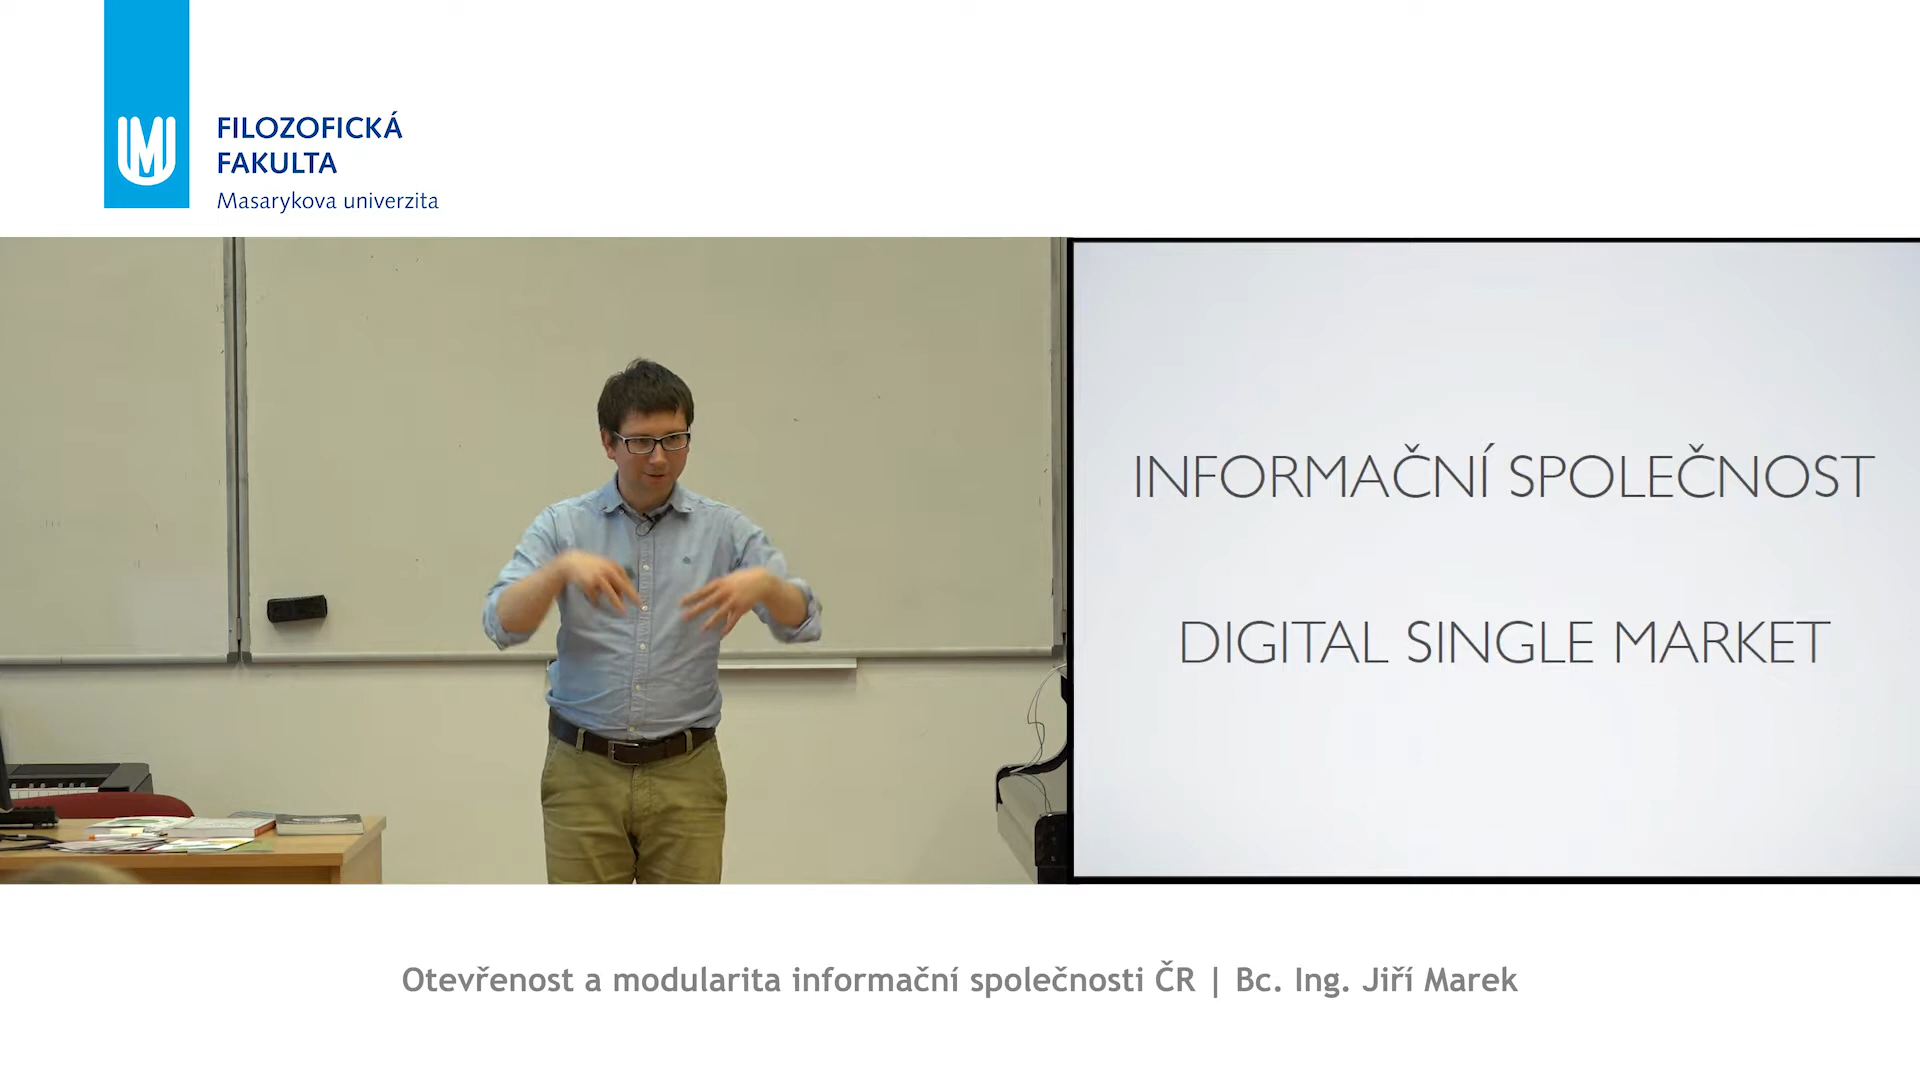 FILOZOFICKÁ
FAKULTA
Masarykova univerzita
INFORMAČNÍ SPOLEČNOST
DIGITAL SINGLE MARKET
Otevřenost a modularita informační společnosti ČR | Bc. Ing. Jiří Marek